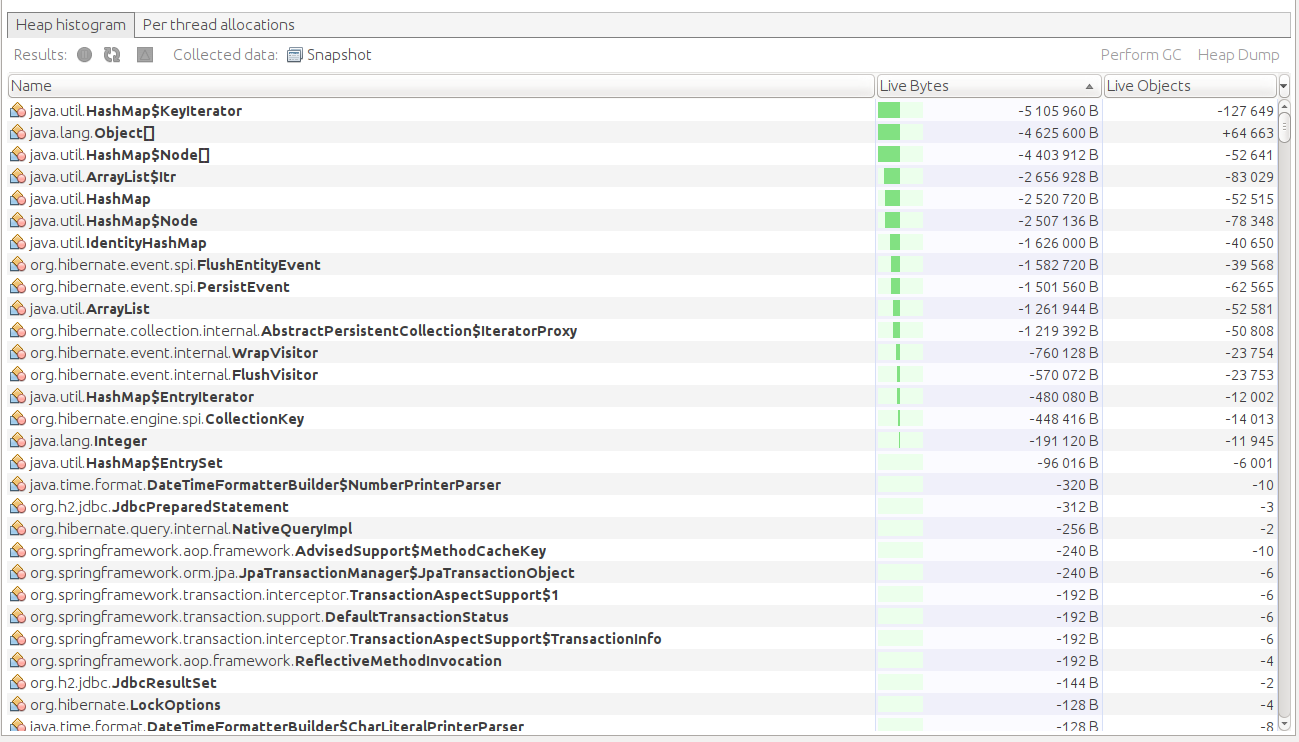 Heap histogram Per thread allocations
Results: Collected data: Snapshot Perform GC Heap Dump
Name Live Bytes Live Objects
java.util.HashMap$KeyIterator -5 105 960 B -127 649
java.lang.Object[] -4 625 600 B +64 663
java.util.HashMap$Node[] -4 403 912 B -52 641
java.util.ArrayList$Itr -2 656 928 B -83 029
java.util.HashMap -2 520 720 B -52 515
java.util.HashMap$Node -2 507 136 B -78 348
java.util.IdentityHashMap -1 626 000 B -40 650
org.hibernate.event.spi.FlushEntityEvent -1 582 720 B -39 568
org.hibernate.event.spi.PersistEvent -1 501 560 B -62 565
java.util.ArrayList -1 261 944 B -52 581
org.hibernate.collection.internal.AbstractPersistentCollection$IteratorProxy -1 219 392 B -50 808
org.hibernate.event.internal.WrapVisitor -760 128 B -23 754
org.hibernate.event.internal.FlushVisitor -570 072 B -23 753
java.util.HashMap$EntryIterator -480 080 B -12 002
org.hibernate.engine.spi.CollectionKey -448 416 B -14 013
java.lang.Integer -191 120 B -11 945
java.util.HashMap$EntrySet -96 016 B -6 001
java.time.format.DateTimeFormatterBuilder$NumberPrinterParser -320 B -10
org.h2.jdbc.JdbcPreparedStatement -312 B -3
org.hibernate.query.internal.NativeQueryImpl -256 B -2
org.springframework.aop.framework.AdvisedSupport$MethodCacheKey -240 B -10
org.springframework.orm.jpa.JpaTransactionManager$JpaTransactionObject -240 B -6
org.springframework.transaction.interceptor.TransactionAspectSupport$1 -192 B -6
org.springframework.transaction.support.DefaultTransactionStatus -192 B -6
org.springframework.transaction.interceptor.TransactionAspectSupport$TransactionInfo -192 B -6
org.springframework.aop.framework.ReflectiveMethodInvocation -192 B -4
org.h2.jdbc.JdbcResultSet -144 B -2
org.hibernate.LockOptions -128 B -4
java.time.format.DateTimeFormatterBuilder$CharLiteralPrinterParser -128 B -8